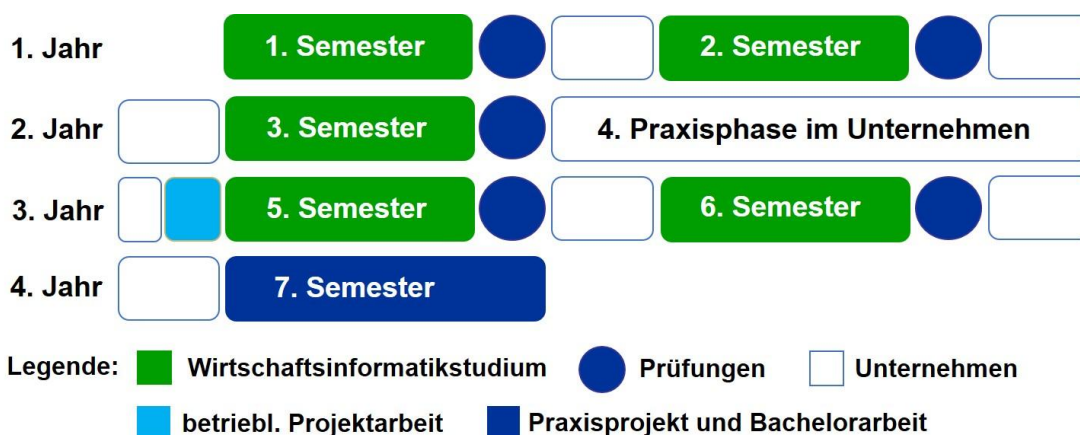 1. Jahr 1. Semester 2. Semester
2. Jahr 3. Semester 4. Praxisphase im Unternehmen
3. Jahr 5. Semester 6. Semester
4. Jahr 7. Semester
Legende: Wirtschaftsinformatikstudium Prüfungen Unternehmen
betriebl. Projektarbeit Praxisprojekt und Bachelorarbeit